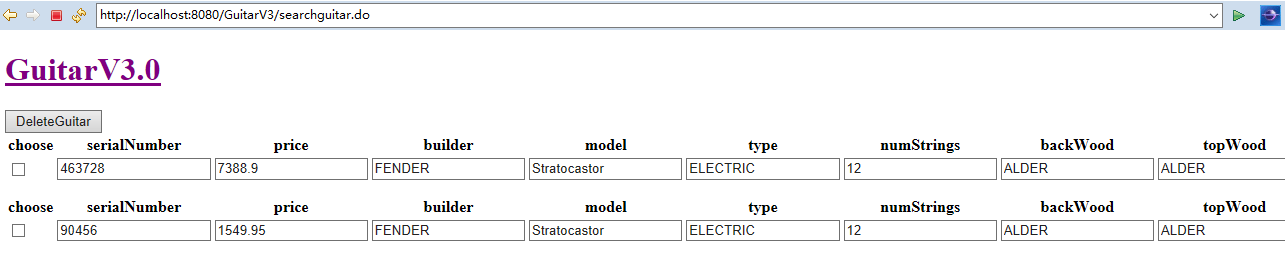 http://localhost:8080/GuitarV3/searchguitar.do
GuitarV3.0
DeleteGuitar
choose serialNumber price builder model type numStrings backWood topWood
463728 7388.9 FENDER Stratocastor ELECTRIC 12 ALDER ALDER
choose serialNumber price builder model type numStrings backWood topWood
90456 1549.95 FENDER Stratocastor ELECTRIC 12 ALDER ALDER